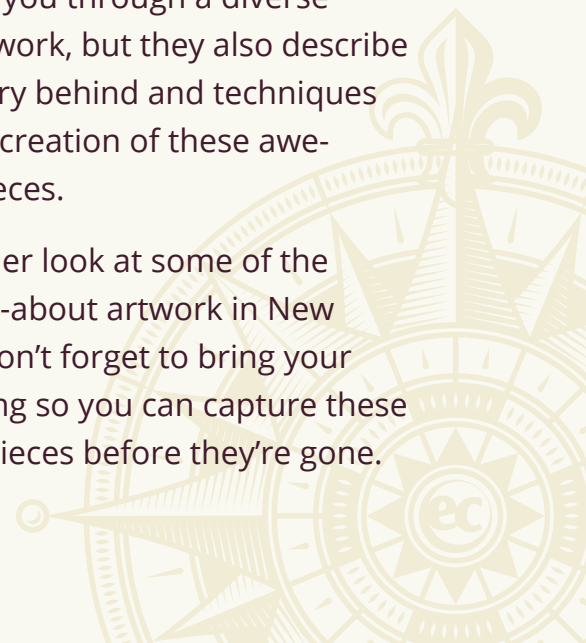 you through a diverse
work, but they also describe
ry behind and techniques
creation of these awe-
eces.
er look at some of the
-about artwork in New
on’t forget to bring your
ng so you can capture these
ieces before they’re gone.
ec